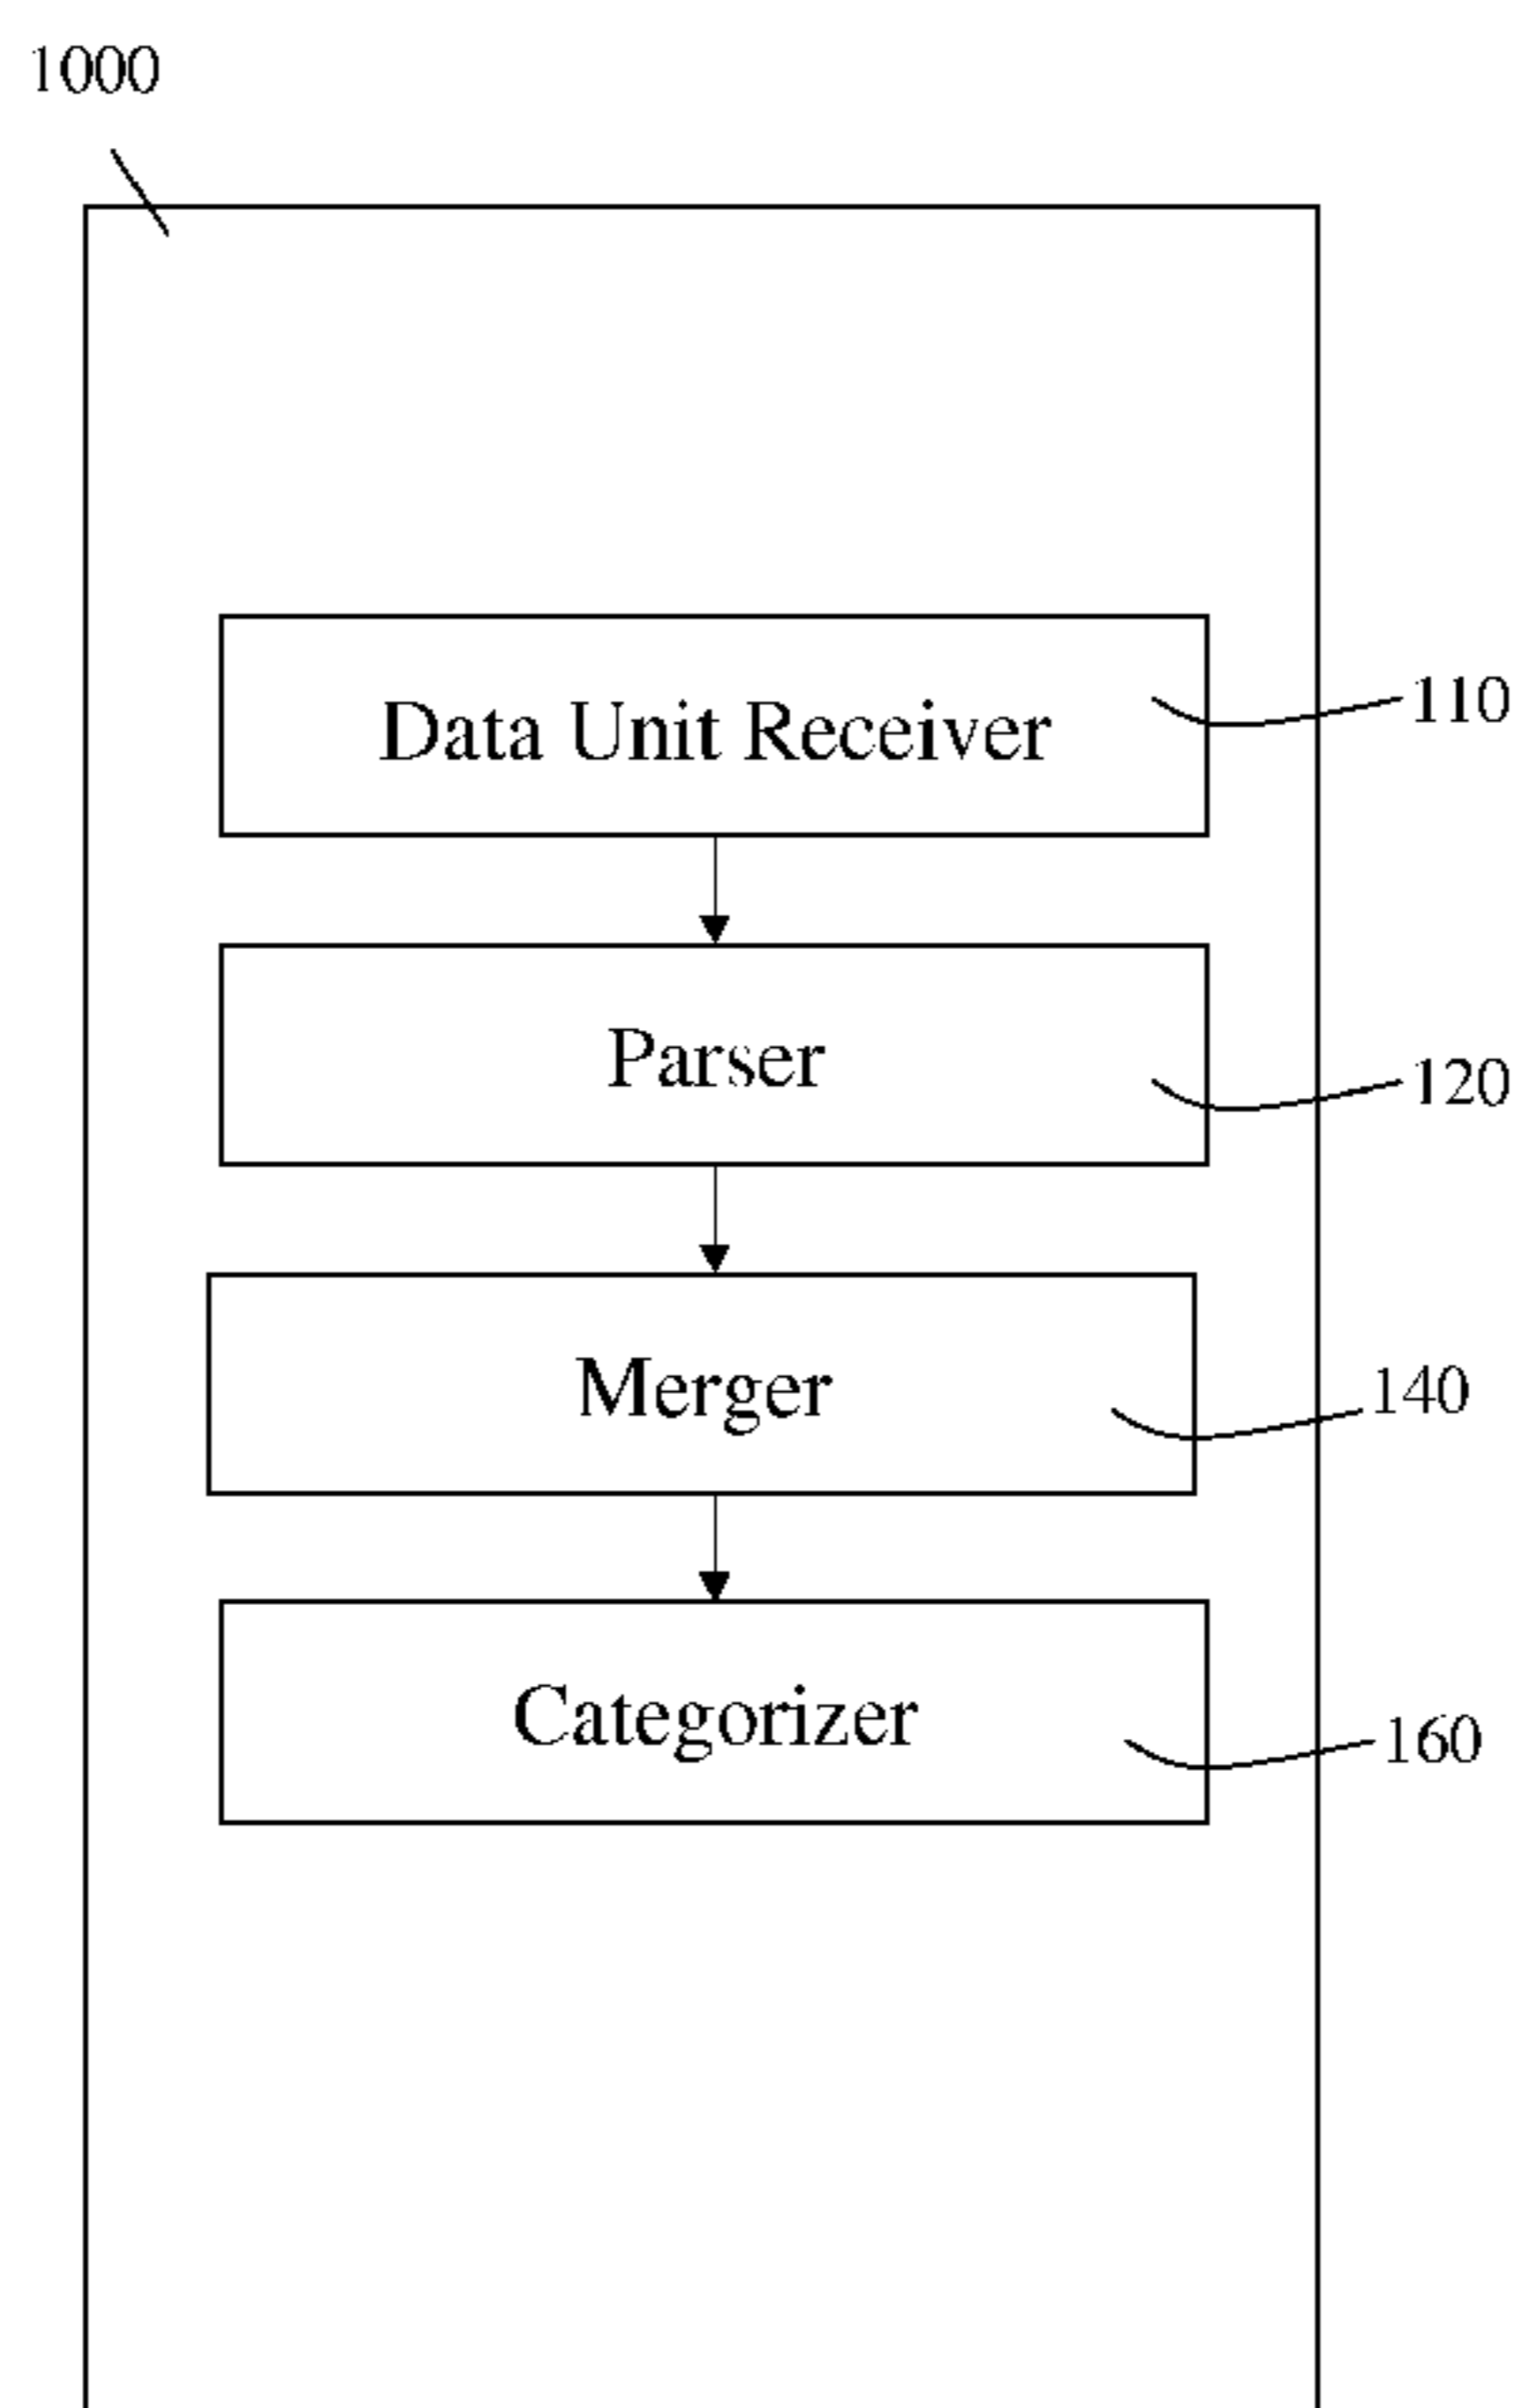 1000
Data Unit Receiver
110
Parser
120
Merger
140
Categorizer
160